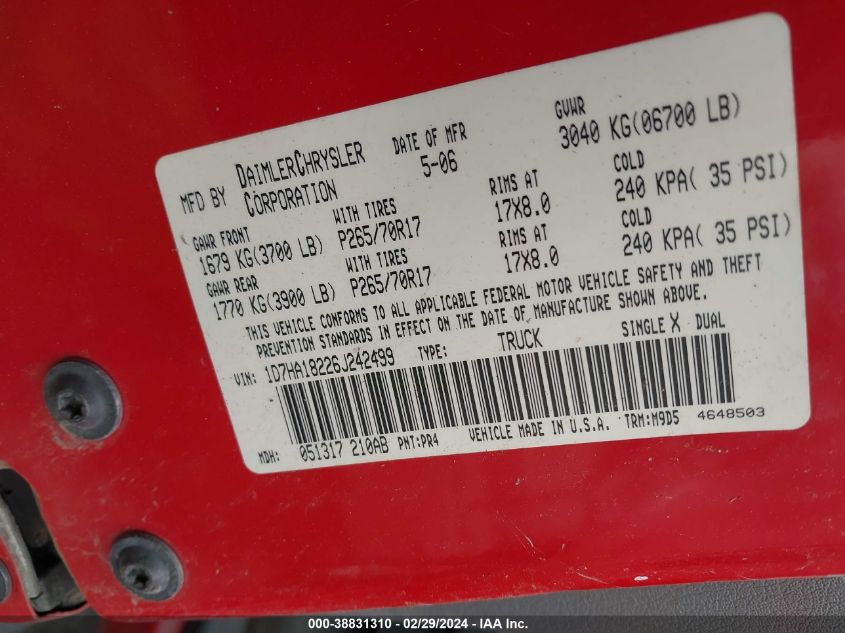 MFD BY DAIMLERCHRYSLER CORPORATION
DATE OF MFR
5-06
GVWR
3040 KG(06700 LB)
GAWR FRONT
1679 KG(3700 LB)
WITH TIRES
P265/70R17
RIMS AT
17X8.0
COLD
240 KPA( 35 PSI)
GAWR REAR
1770 KG(3900 LB)
WITH TIRES
P265/70R17
RIMS AT
17X8.0
COLD
240 KPA( 35 PSI)
THIS VEHICLE CONFORMS TO ALL APPLICABLE FEDERAL MOTOR VEHICLE SAFETY AND THEFT
PREVENTION STANDARDS IN EFFECT ON THE DATE OF MANUFACTURE SHOWN ABOVE.
VIN: 1D7HA18226J242499 TYPE: TRUCK SINGLE X DUAL
MDH: 051317 210AB PNT:PR4 VEHICLE MADE IN U.S.A. TRM:M9D5 4648503
000-38831310 - 02/29/2024 - IAA Inc.